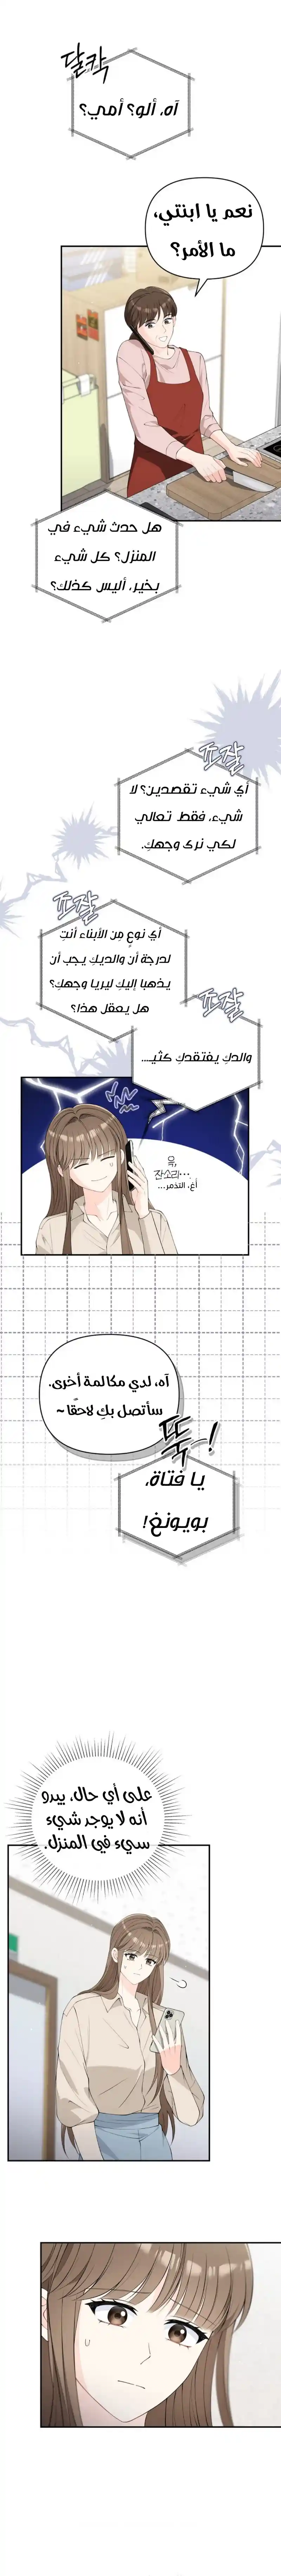 달칵
آه، ألو؟ أمي؟
نعم يا ابنتي،
ما الأمر؟
هل حدث شيء في
المنزل؟ كل شيء
بخير، أليس كذلك؟
쪼잘
أي شيء تقصدين؟ لا
شيء، فقط تعالي
لكي نرى وجهكِ.
쪼잘
أي نوعٍ مِن الأبناء أنتِ
لدرجة أن والديكِ يجب أن
يذهبا إليكِ ليريا وجهكِ؟
هل يعقل هذا؟
쪼잘
والدكِ يفتقدكِ كثيـ....
윽,
잔소리...
أغ، التذمر...
آه، لدي مكالمة أخرى.
سأتصل بكِ لاحقًا ~
뚝!
يا فتاة،
بويونغ!
على أي حال، يبدو
أنه لا يوجد شيء
سيء في المنزل.